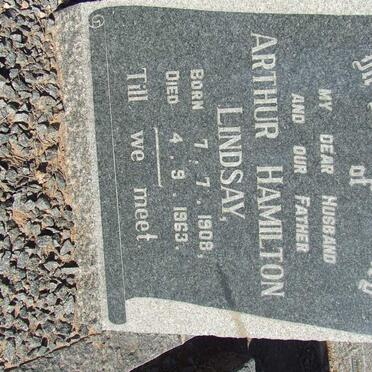 of
MY DEAR HUSBAND
AND OUR FATHER
ARTHUR HAMILTON
LINDSAY,
BORN 7.7.1908,
DIED 4.9.1963.
Till we meet